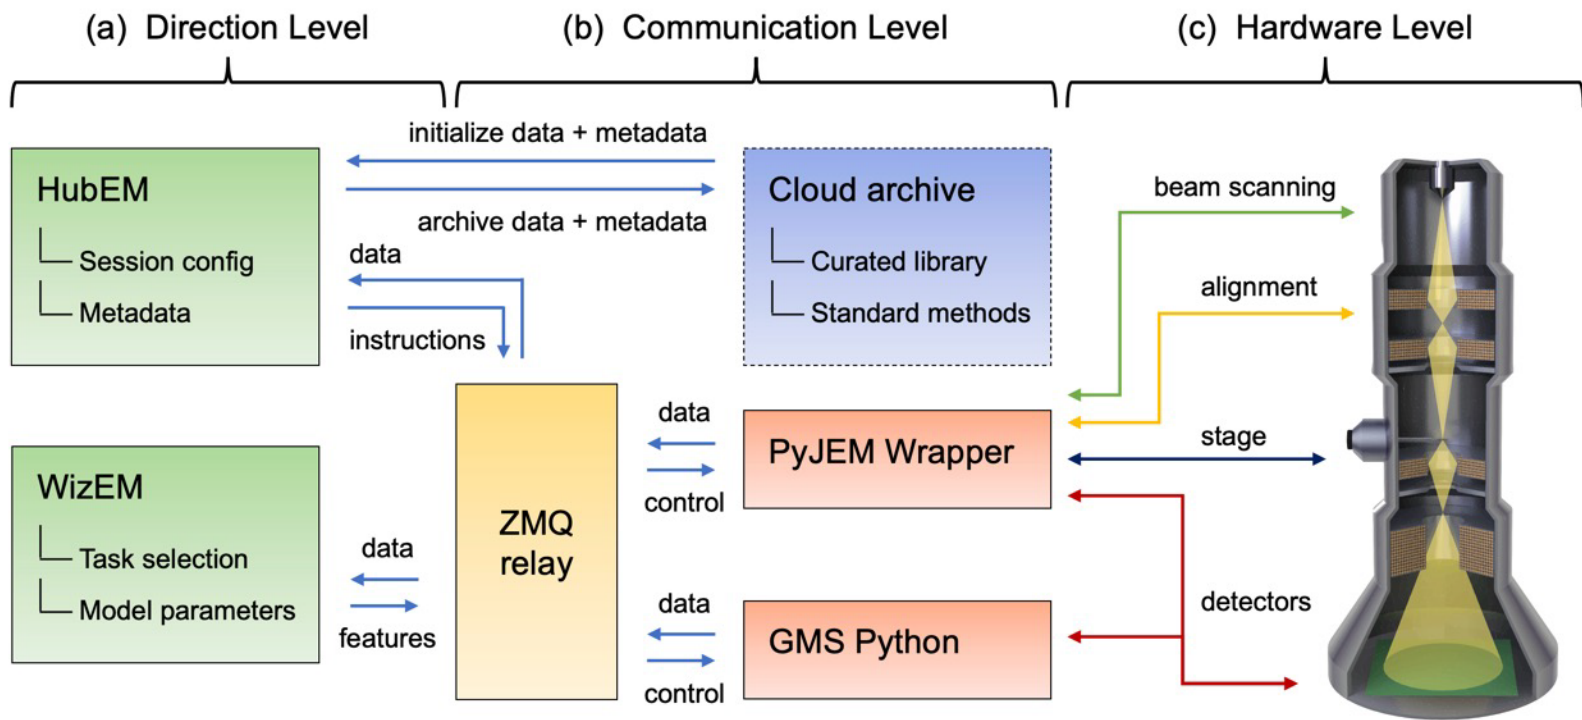 (a) Direction Level
(b) Communication Level
(c) Hardware Level
initialize data + metadata
archive data + metadata
HubEM
Session config
Metadata
data
instructions
Cloud archive
Curated library
Standard methods
beam scanning
alignment
stage
detectors
WizEM
Task selection
Model parameters
data
features
ZMQ
relay
data
control
PyJEM Wrapper
data
control
GMS Python